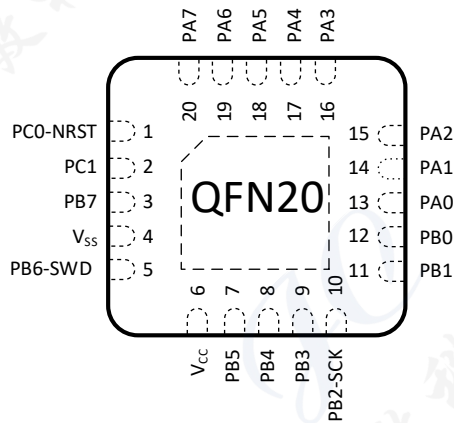 PA7 PA6 PA5 PA4 PA3
20 19 18 17 16
PC0-NRST 1
PC1 2
PB7 3
VSS 4
PB6-SWD 5
QFN20
15 PA2
14 PA1
13 PA0
12 PB0
11 PB1
6 7 8 9 10
VCC PB5 PB4 PB3 PB2-SCK